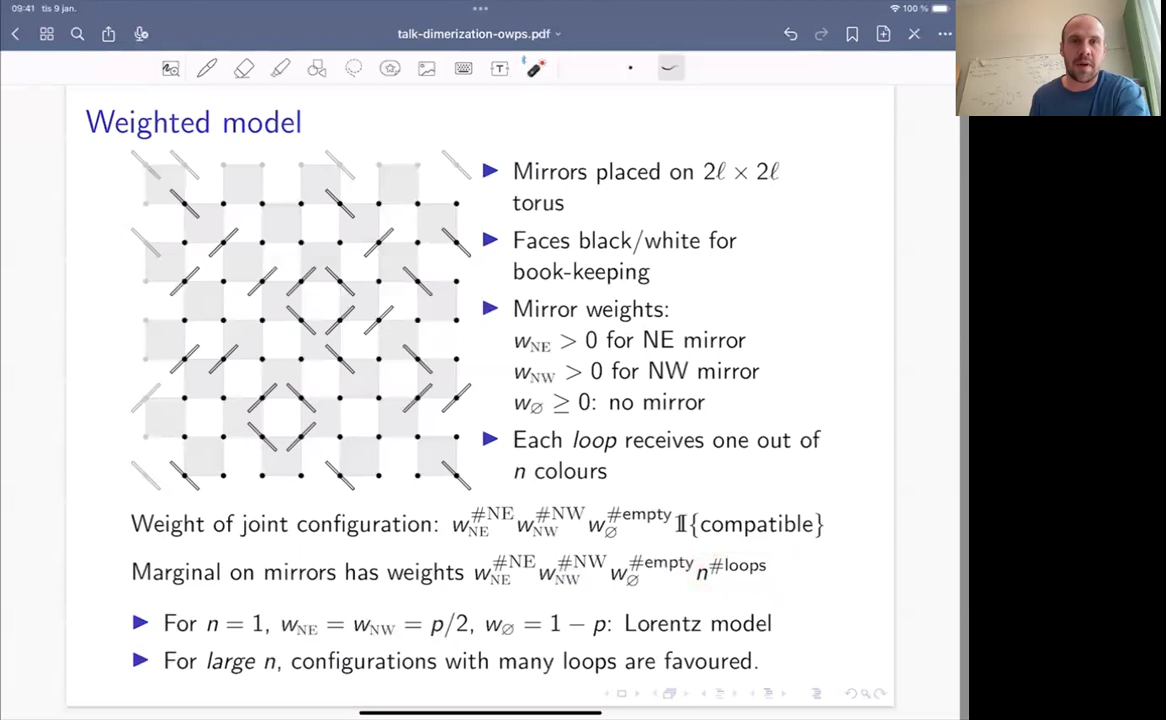 09:41 tis 9 jan.
100 %
talk-dimerization-owps.pdf
Weighted model
Mirrors placed on 2ℓ × 2ℓ
torus
Faces black/white for
book-keeping
Mirror weights:
w_NE > 0 for NE mirror
w_NW > 0 for NW mirror
w_∅ ≥ 0: no mirror
Each loop receives one out of
n colours
Weight of joint configuration: w_NE^#NE w_NW^#NW w_∅^#empty 𝟙{compatible}
Marginal on mirrors has weights w_NE^#NE w_NW^#NW w_∅^#empty n^#loops
For n = 1, w_NE = w_NW = p/2, w_∅ = 1 − p: Lorentz model
For large n, configurations with many loops are favoured.